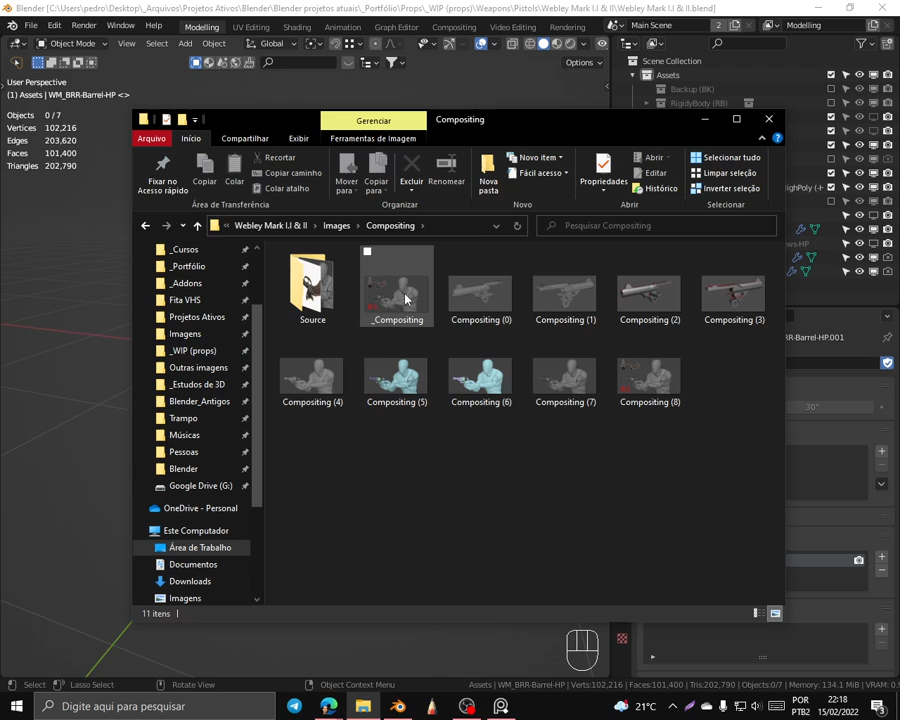 Blender [C:\Users\pedro\Desktop\_Arquivos\Projetos Ativos\Blender\Blender projetos atuais\_Portfólio\Props\_WIP (props)\Weapons\Pistols\Webley Mark I.I & II\Webley Mark I.I & II.blend]
File Edit Render Window Help Modelling UV Editing Shading Animation Graph Editor Compositing Video Editing Rendering Main Scene 2 Modelling
Object Mode View Select Add Object Global
Options
User Perspective
(1) Assets | WM_BRR-Barrel-HP <>
Objects 0 / 7
Vertices 102,216
Edges 203,620
Faces 101,400
Triangles 202,790
Scene Collection
Assets
Backup (BK)
RigidyBody (RB)
HighPoly (-H
ws-HP
RR-Barrel-HP.001
30°
Gerenciar
Compositing
Arquivo Início Compartilhar Exibir Ferramentas de Imagem
Fixar no Acesso rápido
Copiar
Colar
Recortar
Copiar caminho
Colar atalho
Área de Transferência
Mover para
Copiar para
Excluir
Renomear
Organizar
Nova pasta
Novo item
Fácil acesso
Novo
Propriedades
Abrir
Editar
Histórico
Abrir
Selecionar tudo
Limpar seleção
Inverter seleção
Selecionar
« Webley Mark I.I & II › Images › Compositing ›
Pesquisar Compositing
_Cursos
_Portfólio
_Addons
Fita VHS
Projetos Ativos
Imagens
_WIP (props)
Outras imagens
_Estudos de 3D
Blender_Antigos
Trampo
Músicas
Pessoas
Blender
Google Drive (G:)
OneDrive - Personal
Este Computador
Área de Trabalho
Documentos
Downloads
Imagens
Source
_Compositing
Compositing (0)
Compositing (1)
Compositing (2)
Compositing (3)
Compositing (4)
Compositing (5)
Compositing (6)
Compositing (7)
Compositing (8)
11 itens
Select Lasso Select Rotate View Object Context Menu
Assets | WM_BRR-Barrel-HP | Verts:102,216 | Faces:101,400 | Tris:202,790 | Objects:0/7 | Memory: 134.1 MiB | VRAM: 0.9
Digite aqui para pesquisar
21°C
POR
PTB2
22:18
15/02/2022
3